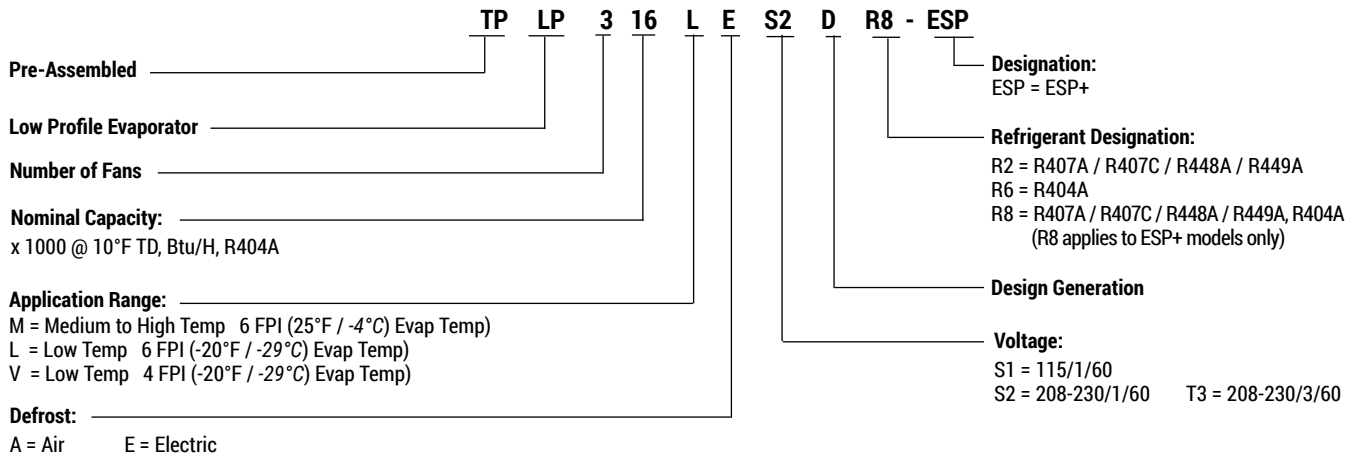 TP LP 3 16 L E S2 D R8 - ESP
Pre-Assembled
Low Profile Evaporator
Number of Fans
Nominal Capacity:
x 1000 @ 10°F TD, Btu/H, R404A
Application Range:
M = Medium to High Temp 6 FPI (25°F / -4°C) Evap Temp)
L = Low Temp 6 FPI (-20°F / -29°C) Evap Temp)
V = Low Temp 4 FPI (-20°F / -29°C) Evap Temp)
Defrost:
A = Air E = Electric
Designation:
ESP = ESP+
Refrigerant Designation:
R2 = R407A / R407C / R448A / R449A
R6 = R404A
R8 = R407A / R407C / R448A / R449A, R404A
(R8 applies to ESP+ models only)
Design Generation
Voltage:
S1 = 115/1/60
S2 = 208-230/1/60 T3 = 208-230/3/60